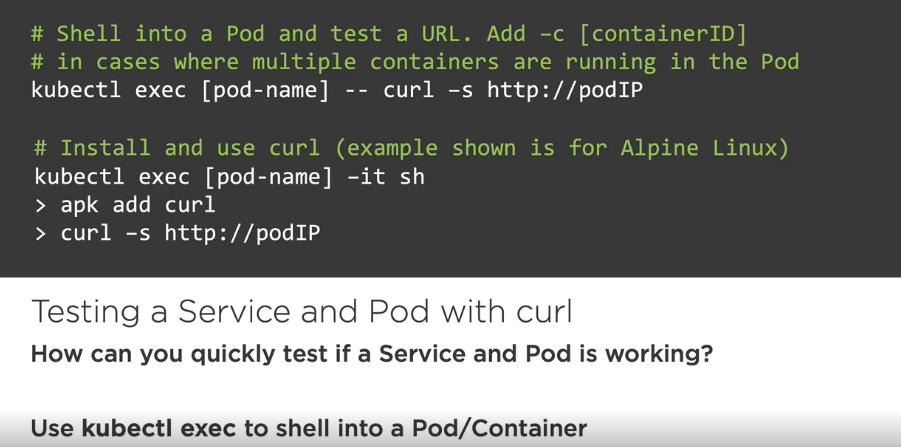 # Shell into a Pod and test a URL. Add –c [containerID]
# in cases where multiple containers are running in the Pod
kubectl exec [pod-name] -- curl –s http://podIP
# Install and use curl (example shown is for Alpine Linux)
kubectl exec [pod-name] –it sh
> apk add curl
> curl –s http://podIP
Testing a Service and Pod with curl
How can you quickly test if a Service and Pod is working?
Use kubectl exec to shell into a Pod/Container